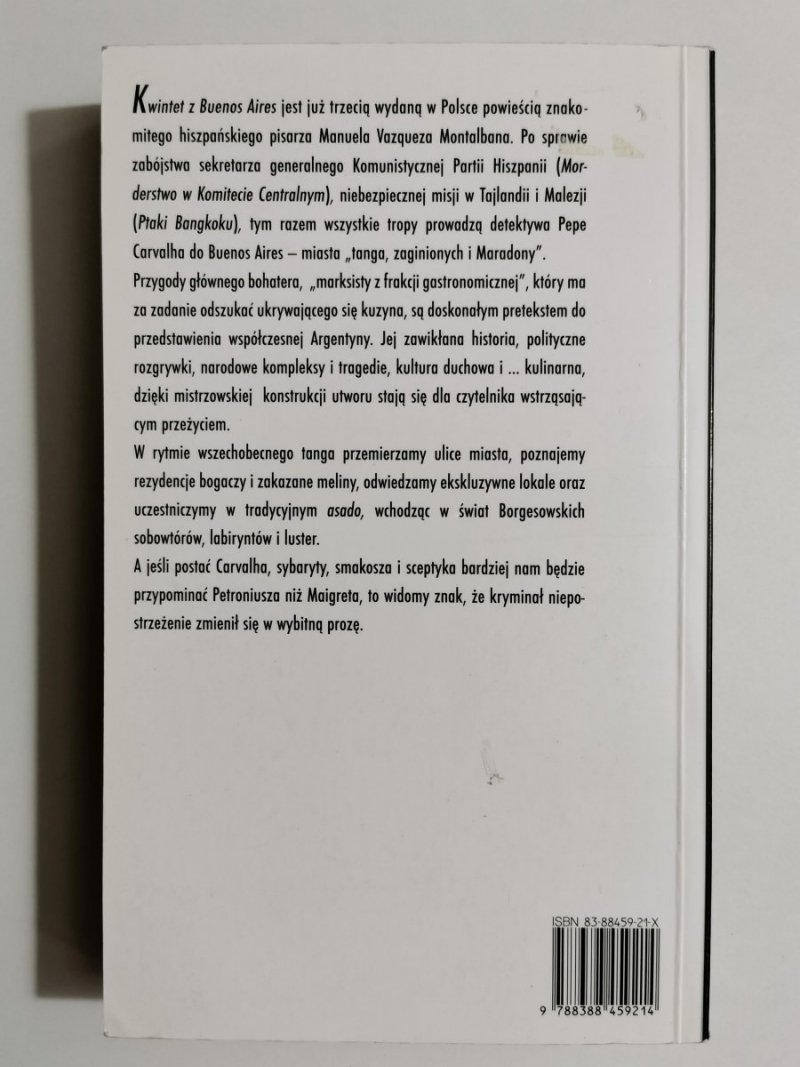 Kwintet z Buenos Aires jest już trzecią wydaną w Polsce powieścią znako-
mitego hiszpańskiego pisarza Manuela Vazqueza Montalbana. Po sprawie
zabójstwa sekretarza generalnego Komunistycznej Partii Hiszpanii (Mor-
derstwo w Komitecie Centralnym), niebezpiecznej misji w Tajlandii i Malezji
(Ptaki Bangkoku), tym razem wszystkie tropy prowadzą detektywa Pepe
Carvalha do Buenos Aires – miasta „tanga, zaginionych i Maradony”.
Przygody głównego bohatera, „marksisty z frakcji gastronomicznej”, który ma
za zadanie odszukać ukrywającego się kuzyna, są doskonałym pretekstem do
przedstawienia współczesnej Argentyny. Jej zawikłana historia, polityczne
rozgrywki, narodowe kompleksy i tragedie, kultura duchowa i ... kulinarna,
dzięki mistrzowskiej konstrukcji utworu stają się dla czytelnika wstrząsają-
cym przeżyciem.
W rytmie wszechobecnego tanga przemierzamy ulice miasta, poznajemy
rezydencje bogaczy i zakazane meliny, odwiedzamy ekskluzywne lokale oraz
uczestniczymy w tradycyjnym asado, wchodząc w świat Borgesowskich
sobowtórów, labiryntów i luster.
A jeśli postać Carvalha, sybaryty, smakosza i sceptyka bardziej nam będzie
przypominać Petroniusza niż Maigreta, to widomy znak, że kryminał niepo-
strzeżenie zmienił się w wybitną prozę.
ISBN 83-88459-21-X
9 788388 459214